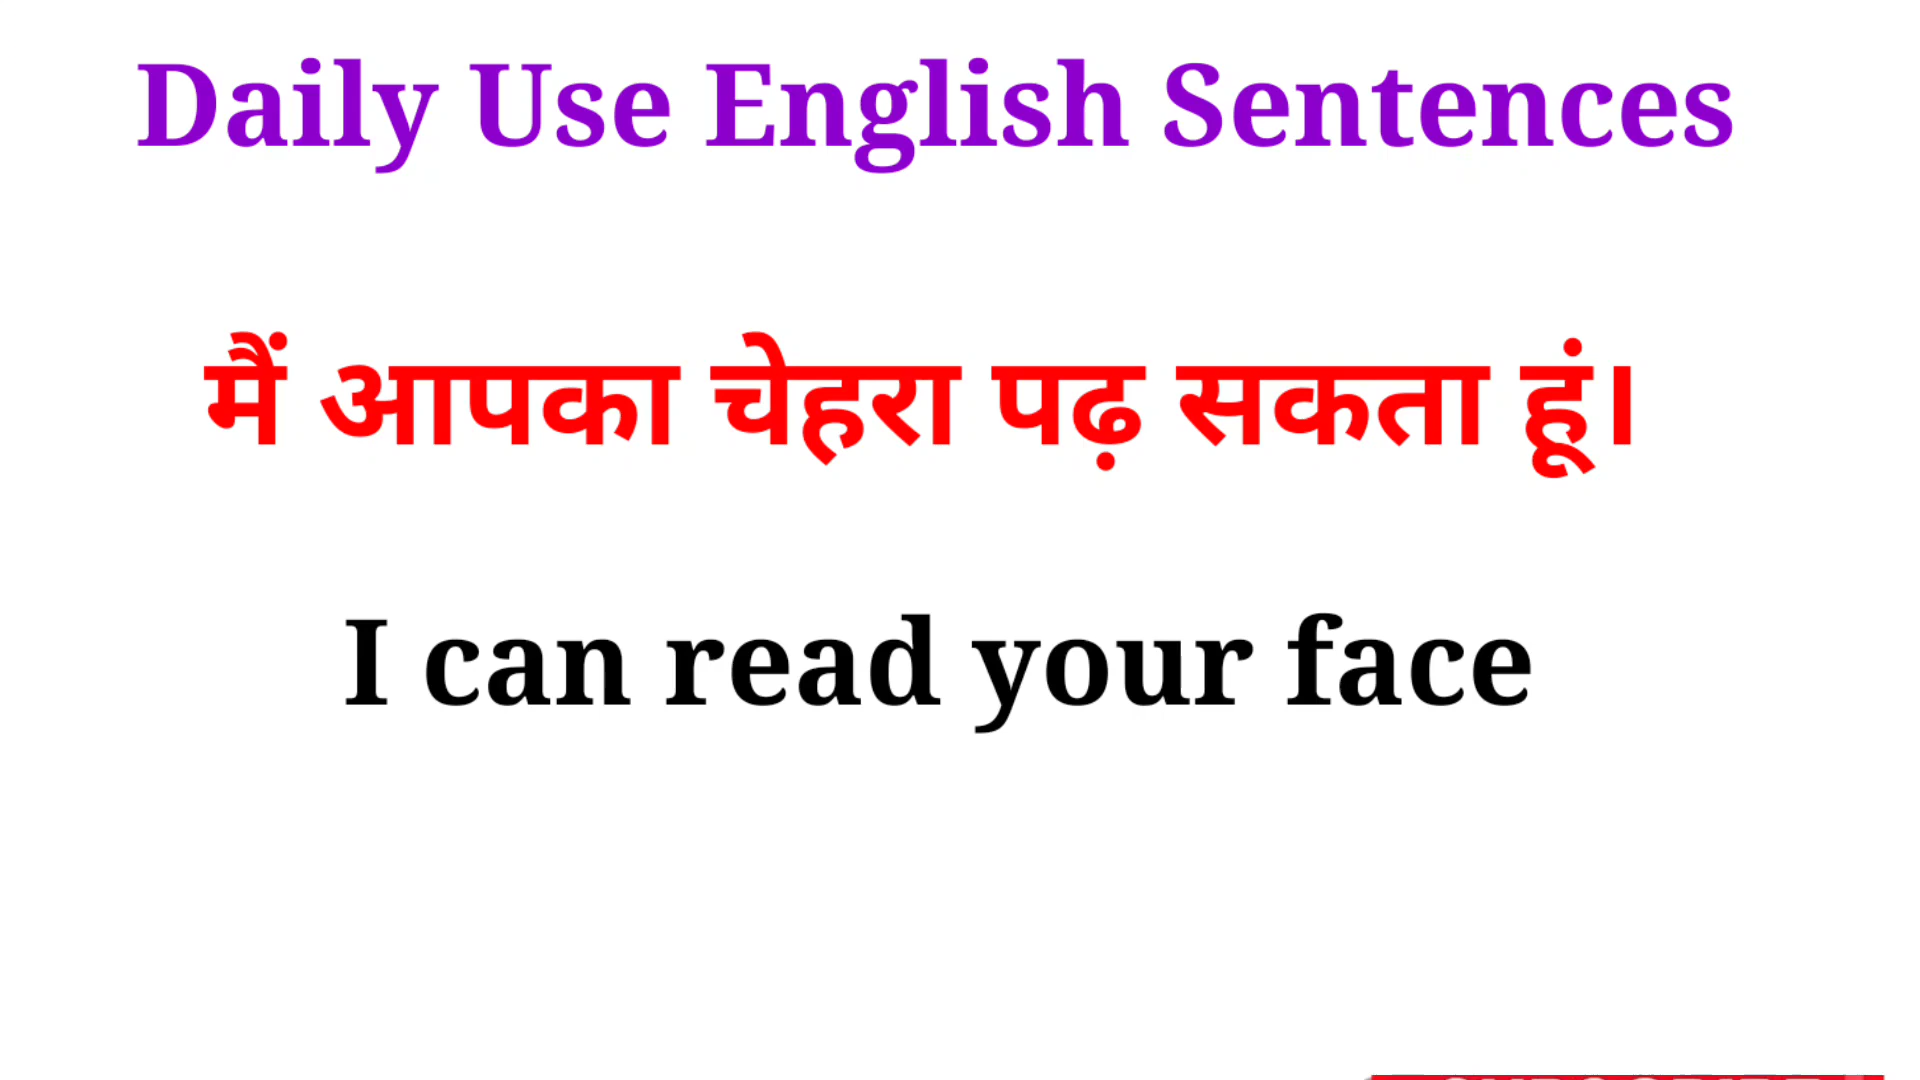 Daily Use English Sentences
मैं आपका चेहरा पढ़ सकता हूं।
I can read your face